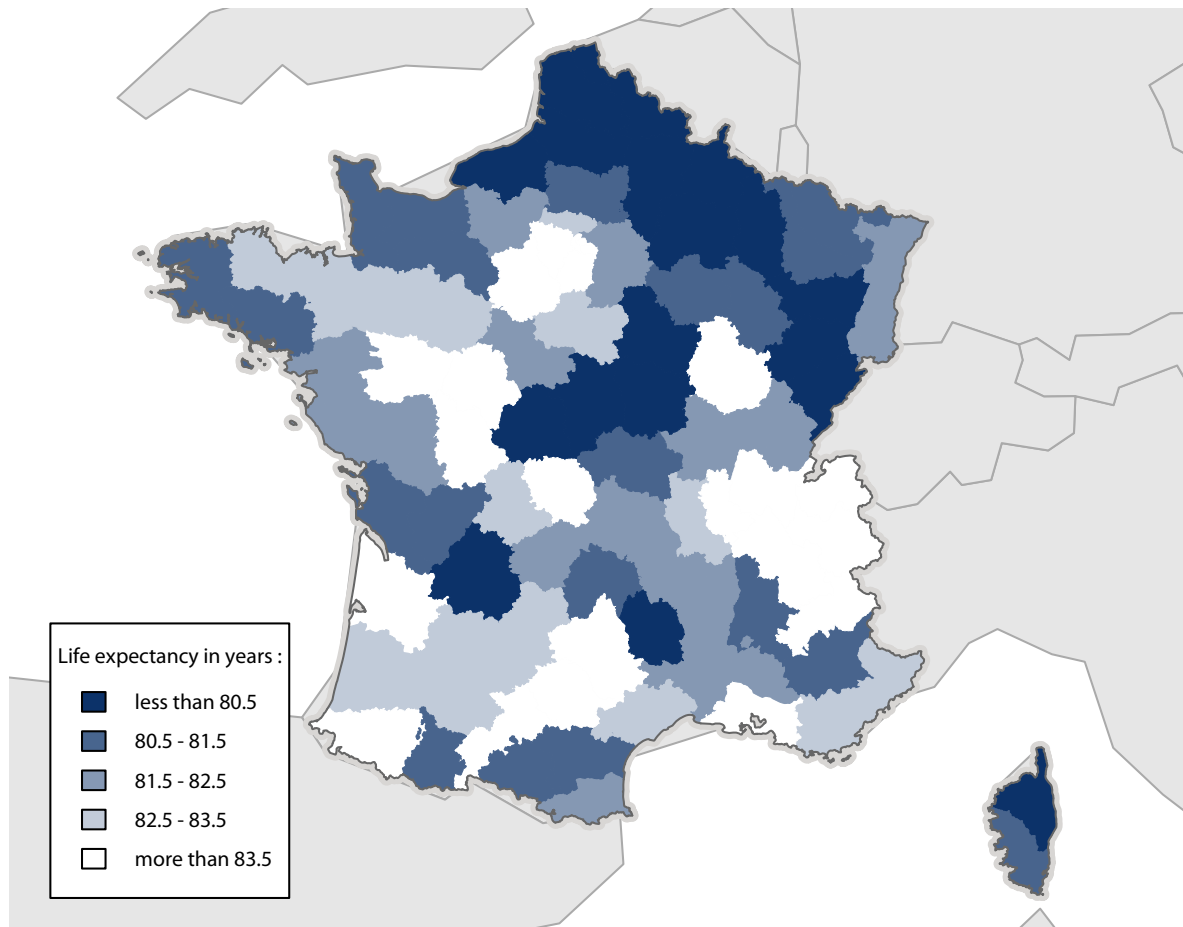 Life expectancy in years :
less than 80.5
80.5 - 81.5
81.5 - 82.5
82.5 - 83.5
more than 83.5